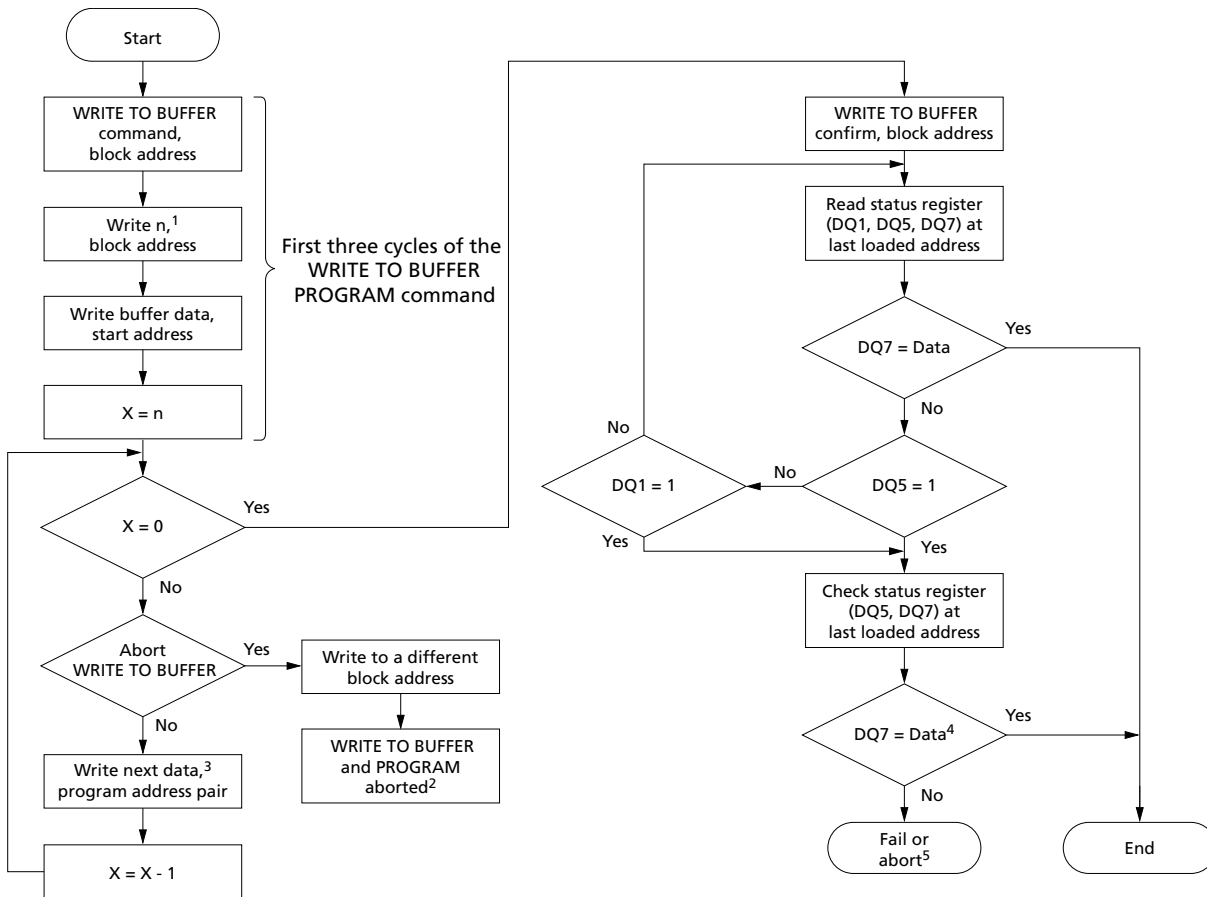 Start
WRITE TO BUFFER
command,
block address
Write n,¹
block address
Write buffer data,
start address
X = n
First three cycles of the
WRITE TO BUFFER
PROGRAM command
X = 0
Yes
No
Abort
WRITE TO BUFFER
Yes
No
Write to a different
block address
WRITE TO BUFFER
and PROGRAM
aborted²
Write next data,³
program address pair
X = X - 1
WRITE TO BUFFER
confirm, block address
Read status register
(DQ1, DQ5, DQ7) at
last loaded address
DQ7 = Data
Yes
No
DQ5 = 1
No
Yes
DQ1 = 1
No
Yes
Check status register
(DQ5, DQ7) at
last loaded address
DQ7 = Data⁴
Yes
No
Fail or
abort⁵
End